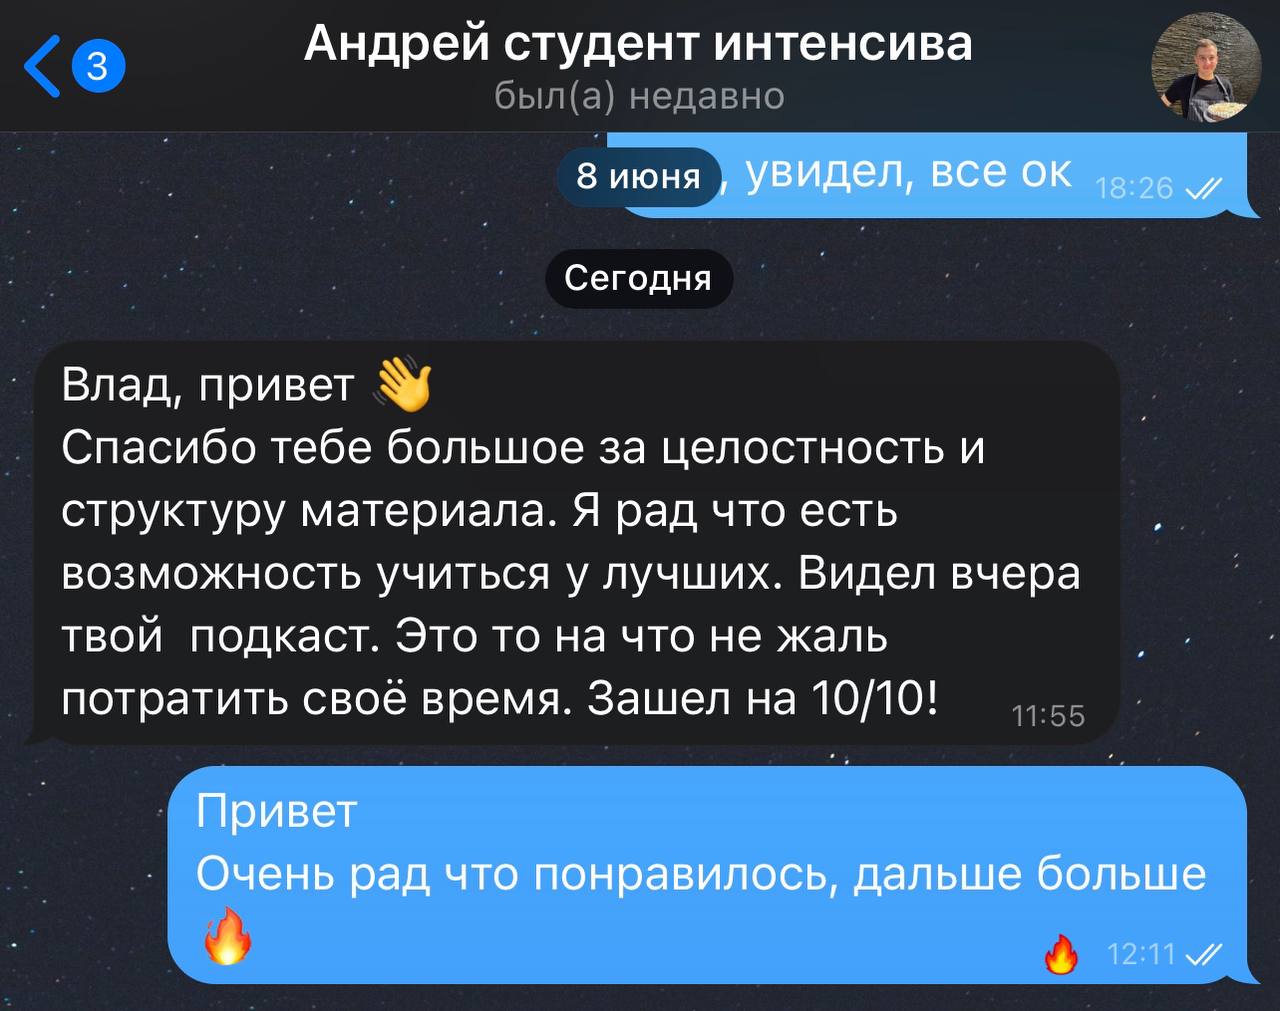 3
Андрей студент интенсива
был(а) недавно
8 июня
, увидел, все ок 18:26
Сегодня
Влад, привет 👋
Спасибо тебе большое за целостность и
структуру материала. Я рад что есть
возможность учиться у лучших. Видел вчера
твой  подкаст. Это то на что не жаль
потратить своё время. Зашел на 10/10! 11:55
Привет
Очень рад что понравилось, дальше больше
🔥 🔥 12:11